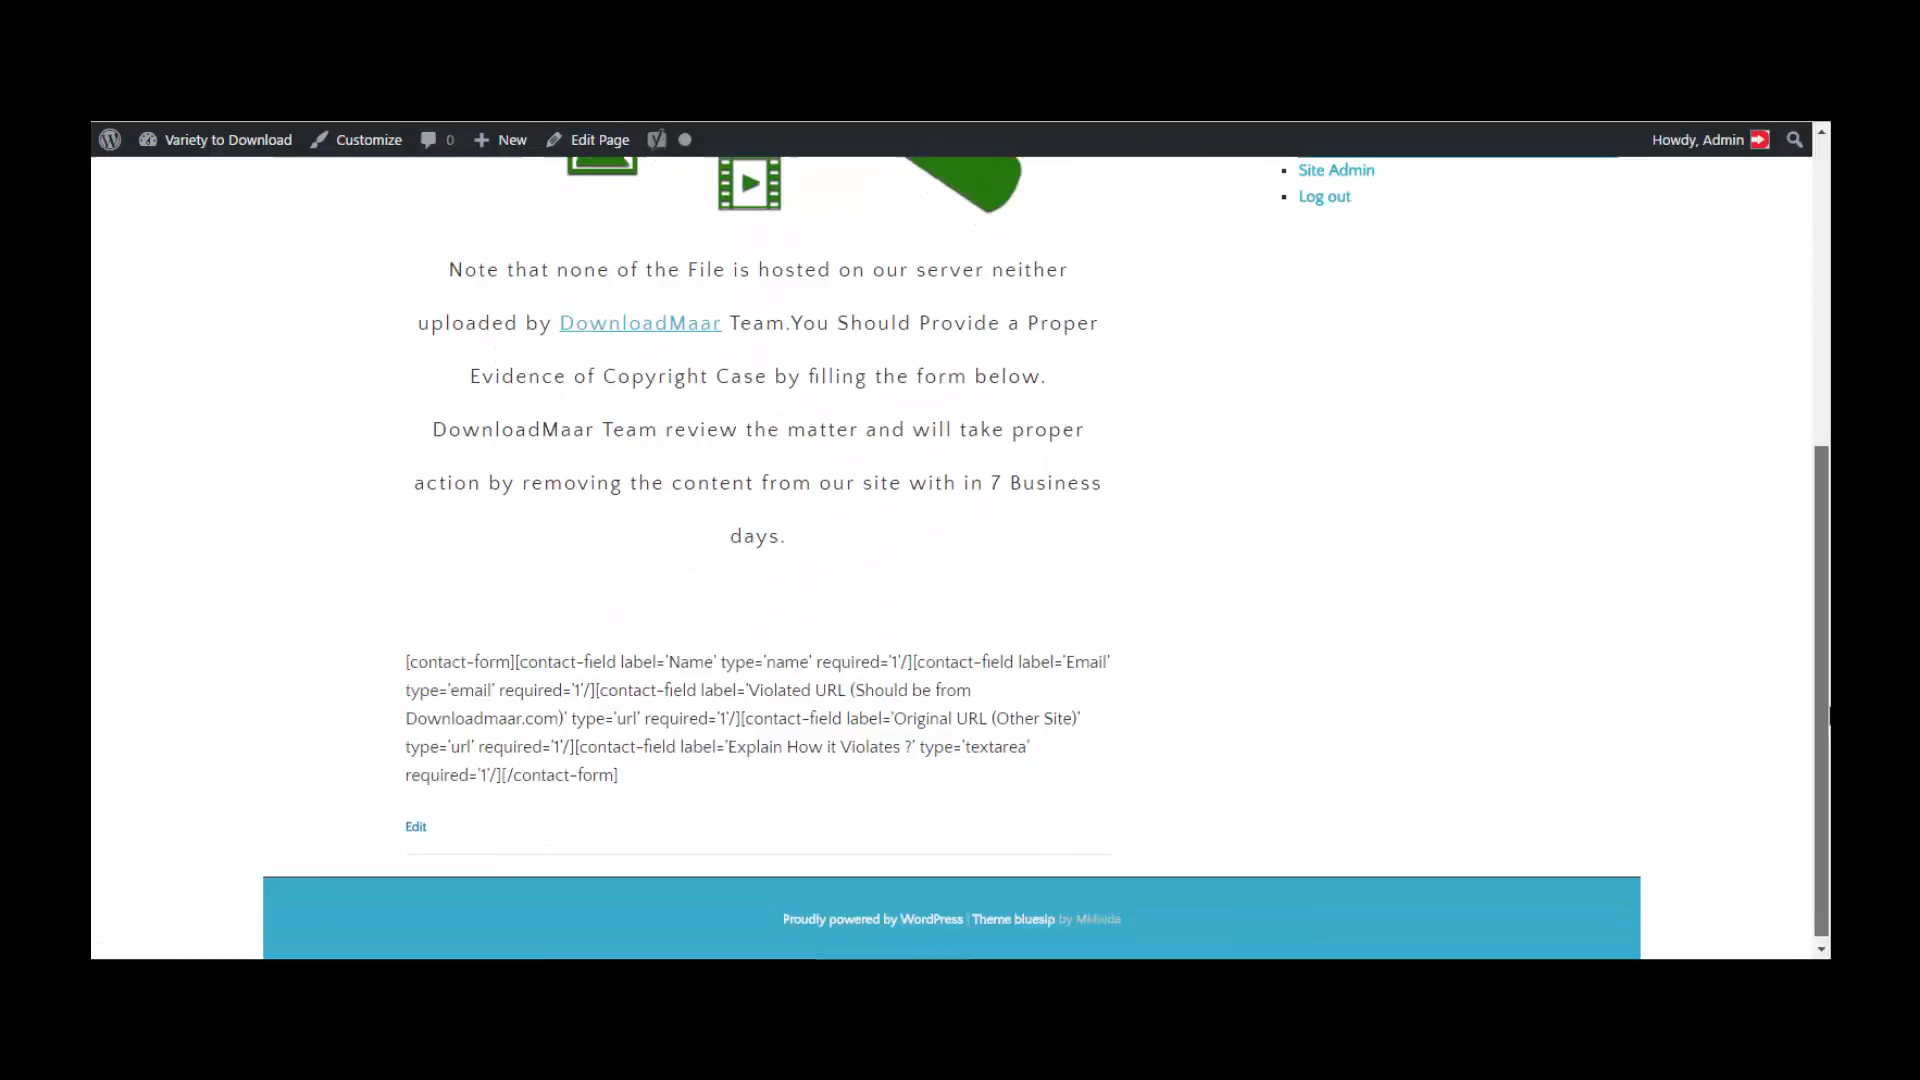 Variety to Download Customize 0 New Edit Page Howdy, Admin
Site Admin
Log out
Note that none of the File is hosted on our server neither
uploaded by DownloadMaar Team.You Should Provide a Proper
Evidence of Copyright Case by filling the form below.
DownloadMaar Team review the matter and will take proper
action by removing the content from our site with in 7 Business
days.
[contact-form][contact-field label='Name' type='name' required='1'/][contact-field label='Email'
type='email' required='1'/][contact-field label='Violated URL (Should be from
Downloadmaar.com)' type='url' required='1'/][contact-field label='Original URL (Other Site)'
type='url' required='1'/][contact-field label='Explain How it Violates ?' type='textarea'
required='1'/][/contact-form]
Edit
Proudly powered by WordPress | Theme bluesip by